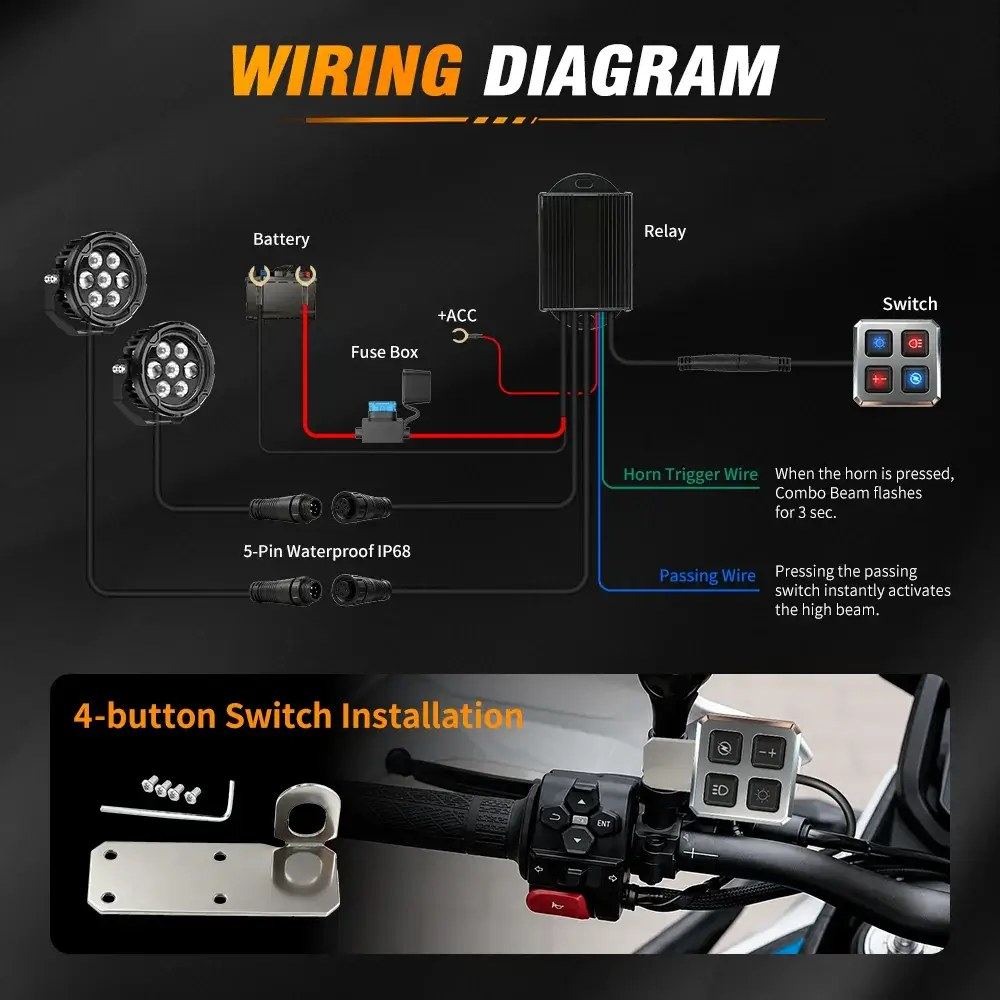 WIRING DIAGRAM
Battery
Relay
+ACC
Switch
Fuse Box
Horn Trigger Wire
When the horn is pressed,
Combo Beam flashes
for 3 sec.
5-Pin Waterproof IP68
Passing Wire
Pressing the passing
switch instantly activates
the high beam.
4-button Switch Installation
ENT